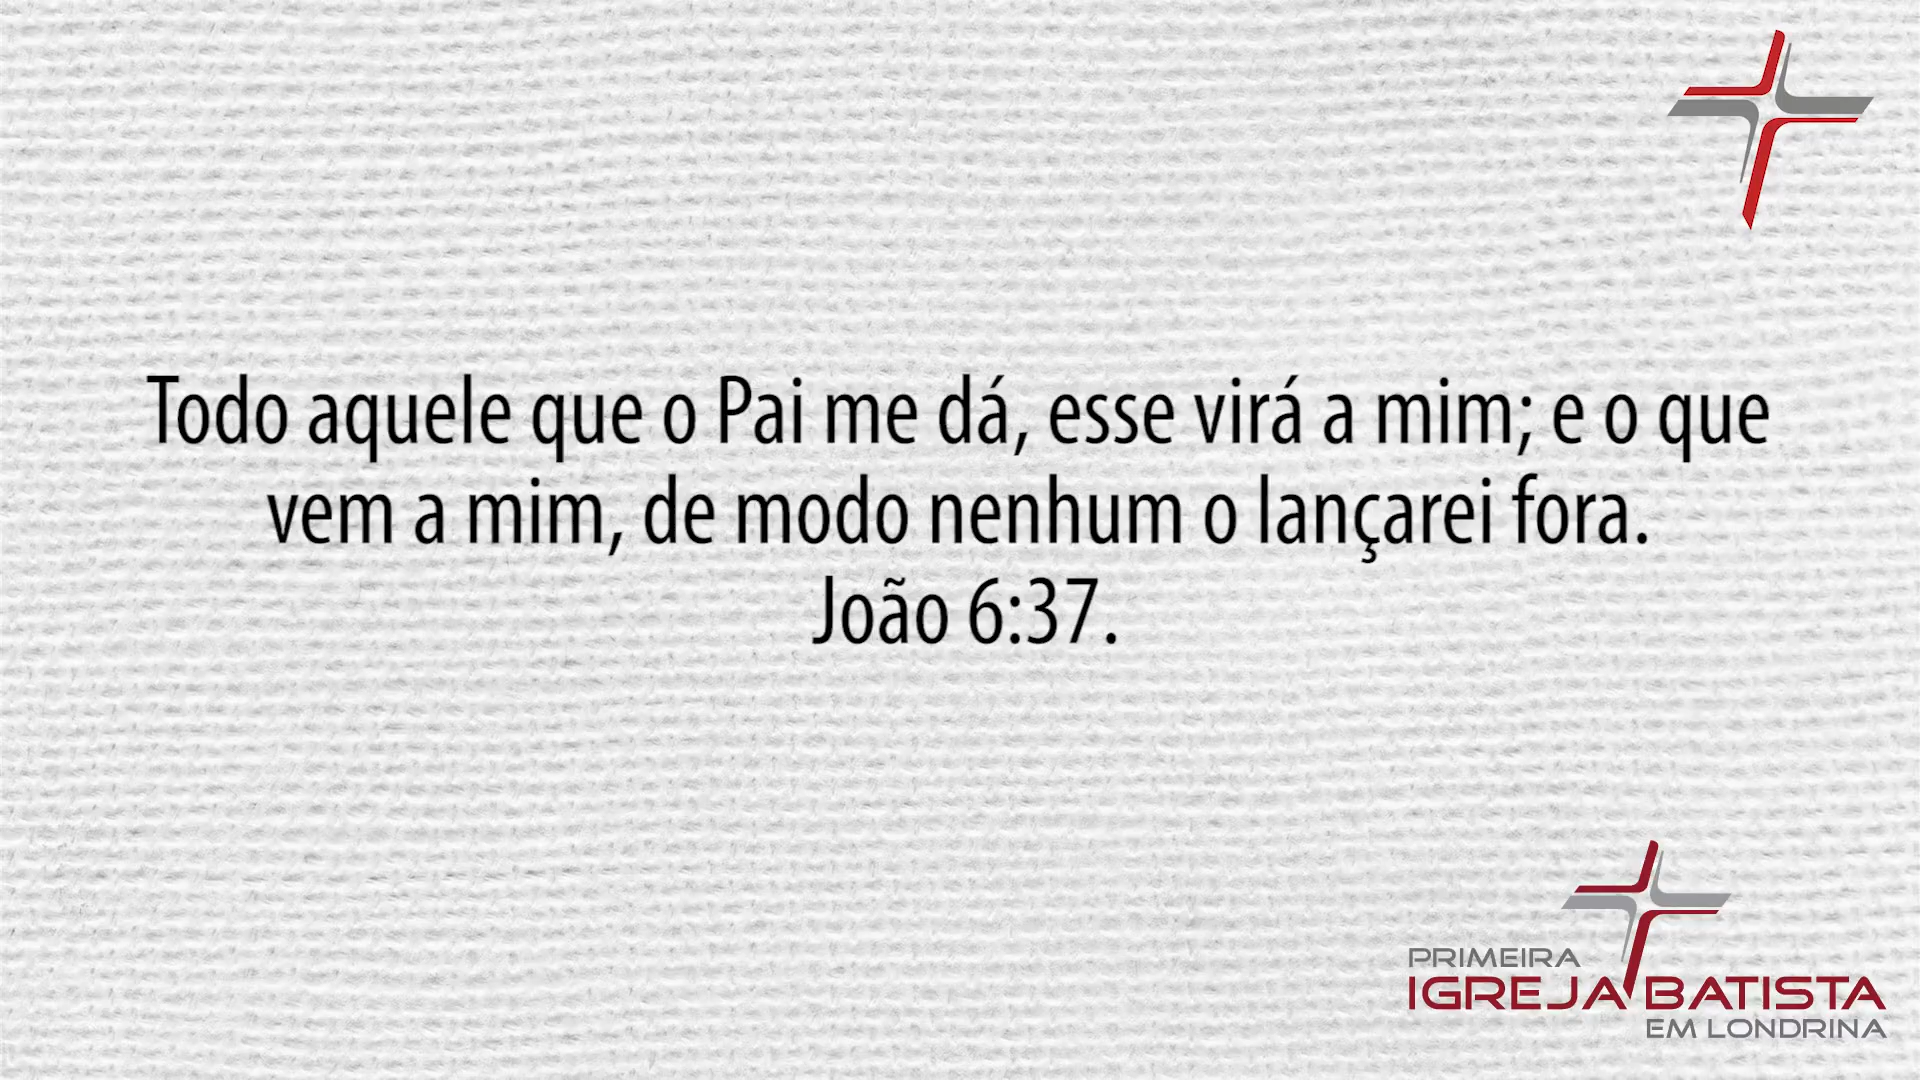 Todo aquele que o Pai me dá, esse virá a mim; e o que
vem a mim, de modo nenhum o lançarei fora.
João 6:37.
PRIMEIRA
IGREJA BATISTA
EM LONDRINA